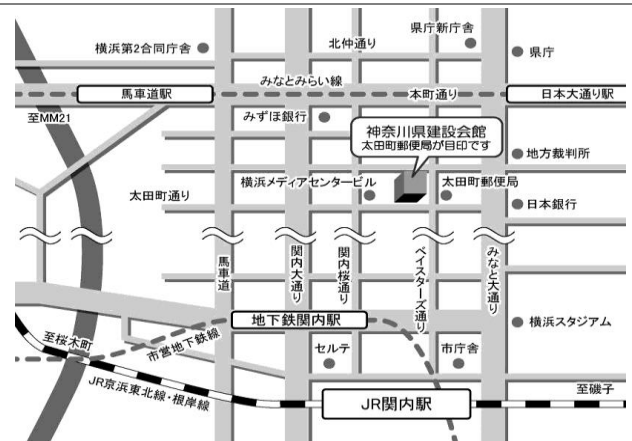 横浜第2合同庁舎
北仲通り
県庁新庁舎
県庁
みなとみらい線
馬車道駅
本町通り
日本大通り駅
至MM21
みずほ銀行
神奈川県建設会館
太田町郵便局が目印です
地方裁判所
太田町通り
横浜メディアセンタービル
太田町郵便局
日本銀行
馬車道
関内大通り
関内桜通り
ベイスターズ通り
みなと大通り
地下鉄関内駅
横浜スタジアム
至桜木町
市営地下鉄線
セルテ
市庁舎
JR京浜東北線・根岸線
JR関内駅
至磯子